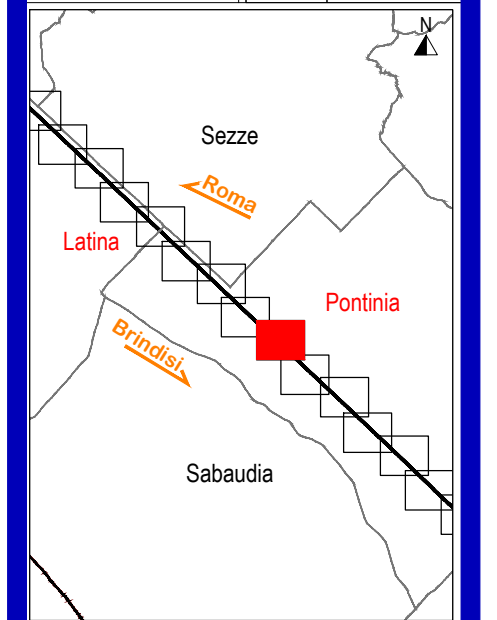 N
Sezze
Roma
Latina
Pontinia
Brindisi
Sabaudia